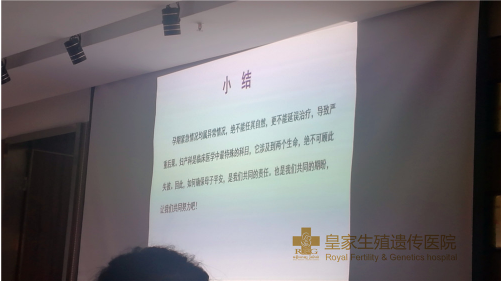 小 结
孕期紧急情况均属异常情况，绝不能任其自然，更不能延误治疗，导致严
重后果。妇产科是临床医学中最特殊的科目，它涉及到两个生命，绝不可顾此
失彼。因此，如何确保母子平安，是我们共同的责任，也是我们共同的期盼，
让我们共同努力吧！
皇家生殖遗传医院
Royal Fertility & Genetics hospital